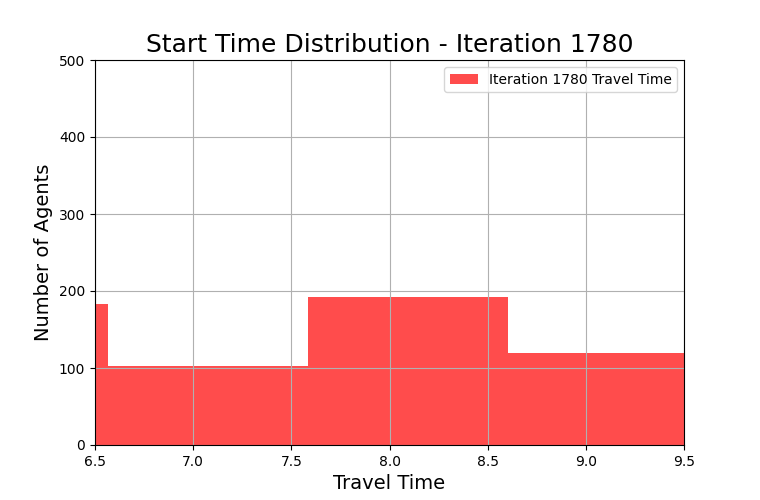 Start Time Distribution - Iteration 1780
Iteration 1780 Travel Time
500
400
300
200
100
0
Number of Agents
6.5 7.0 7.5 8.0 8.5 9.0 9.5
Travel Time